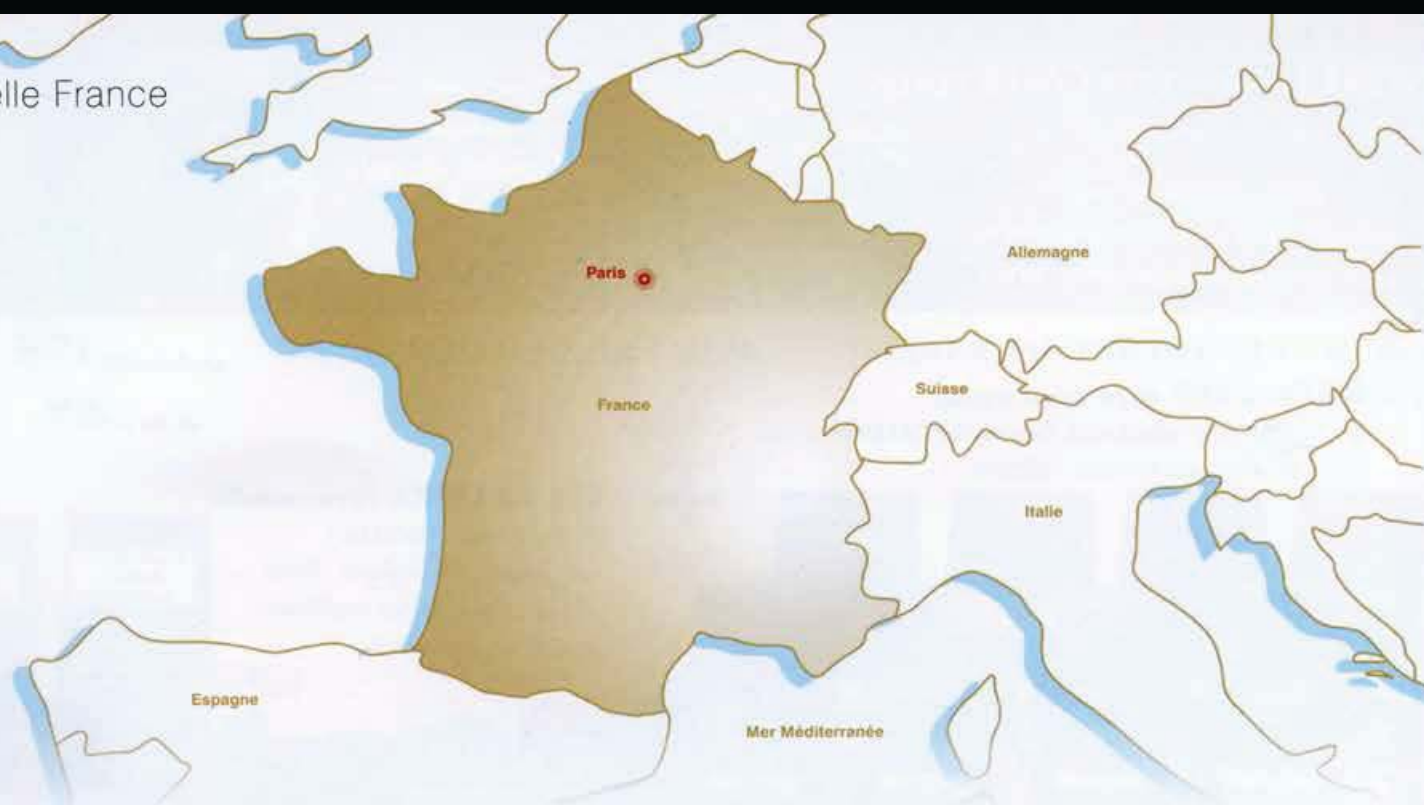 elle France
Allemagne
Paris
Suisse
France
Italie
Espagne
Mer Méditerranée